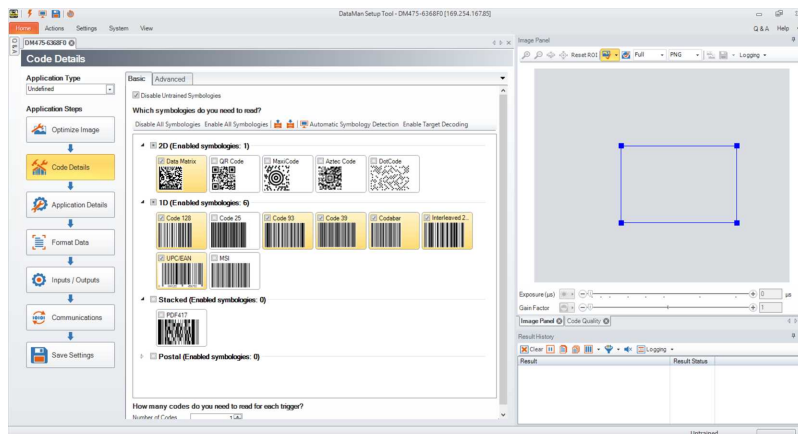 DataMan Setup Tool - DM475-6368F0 [169.254.167.85]
Home Actions Settings System View
Q & A Help
DM475-6368F0
Code Details
Application Type
Undefined
Application Steps
Optimize Image
Code Details
Application Details
Format Data
Inputs / Outputs
Communications
Save Settings
Basic Advanced
Disable Untrained Symbologies
Which symbologies do you need to read?
Disable All Symbologies Enable All Symbologies Automatic Symbology Detection Enable Target Decoding
2D (Enabled symbologies: 1)
Data Matrix QR Code MaxiCode Aztec Code DotCode
1D (Enabled symbologies: 6)
Code 128 Code 25 Code 93 Code 39 Codabar Interleaved 2...
UPC/EAN MSI
Stacked (Enabled symbologies: 0)
PDF417
Postal (Enabled symbologies: 0)
How many codes do you need to read for each trigger?
Number of Codes 1
Image Panel
Reset ROI Full PNG Logging
Exposure (µs) 0 µs
Gain Factor 1
Image Panel Code Quality
Result History
Clear Logging
Result Result Status
Untrained